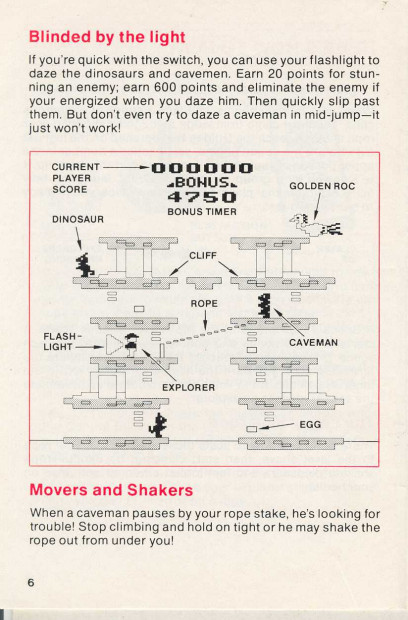 Blinded by the light
If you're quick with the switch, you can use your flashlight to
daze the dinosaurs and cavemen. Earn 20 points for stun-
ning an enemy; earn 600 points and eliminate the enemy if
your energized when you daze him. Then quickly slip past
them. But don't even try to daze a caveman in mid-jump—it
just won't work!
CURRENT
PLAYER
SCORE
000000
BONUS
4750
BONUS TIMER
GOLDEN ROC
DINOSAUR
CLIFF
ROPE
FLASH-
LIGHT
CAVEMAN
EXPLORER
EGG
Movers and Shakers
When a caveman pauses by your rope stake, he's looking for
trouble! Stop climbing and hold on tight or he may shake the
rope out from under you!
6